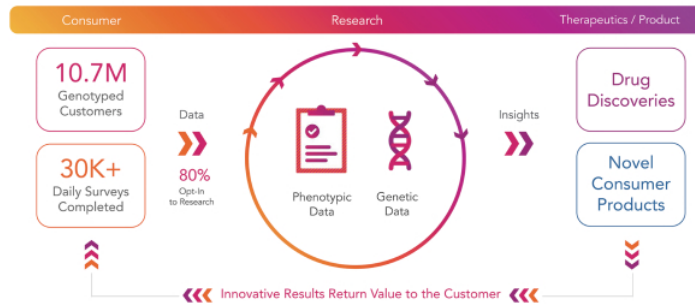 Consumer
Research
Therapeutics / Product
10.7M
Genotyped
Customers
30K+
Daily Surveys
Completed
Data
80%
Opt-In
to Research
Phenotypic
Data
Genetic
Data
Insights
Drug
Discoveries
Novel
Consumer
Products
Innovative Results Return Value to the Customer